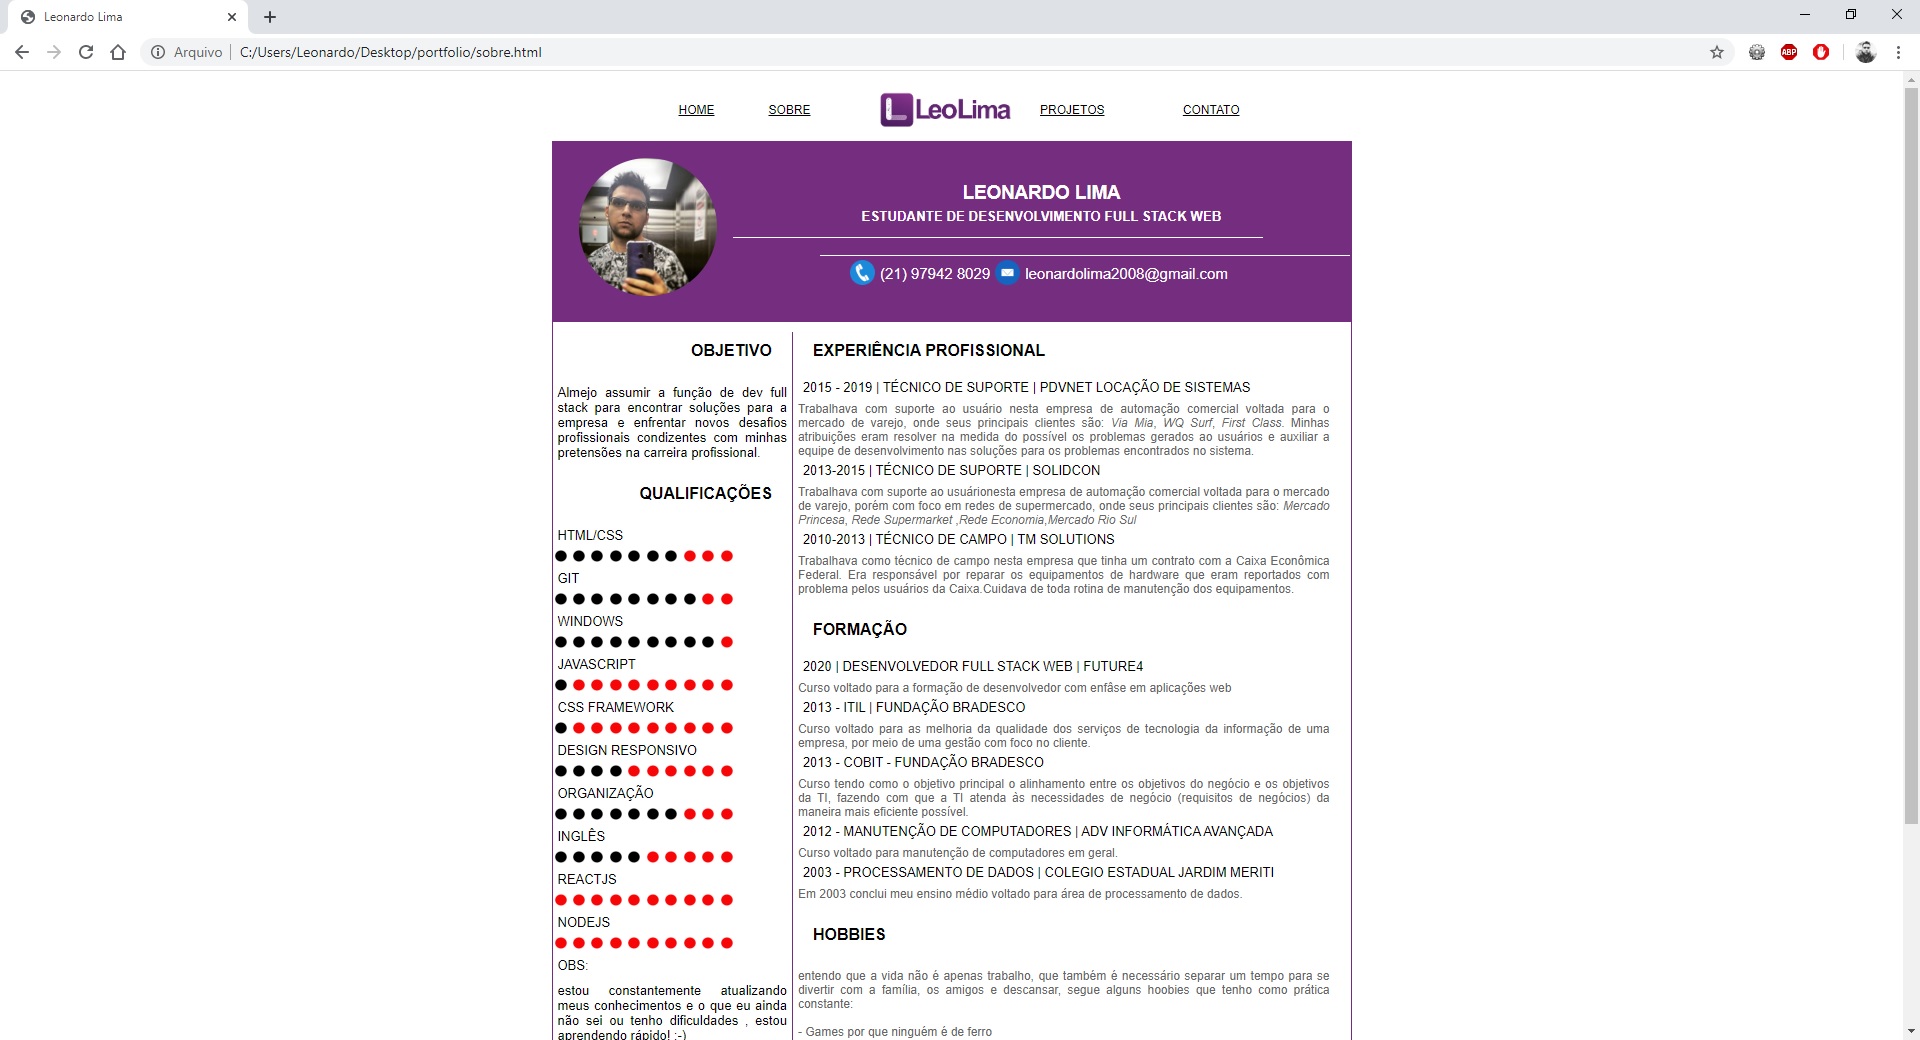 Leonardo Lima
Arquivo | C:/Users/Leonardo/Desktop/portfolio/sobre.html
ABP
HOME SOBRE L LeoLima PROJETOS CONTATO
LEONARDO LIMA
ESTUDANTE DE DESENVOLVIMENTO FULL STACK WEB
(21) 97942 8029 leonardolima2008@gmail.com
OBJETIVO
Almejo assumir a função de dev full
stack para encontrar soluções para a
empresa e enfrentar novos desafios
profissionais condizentes com minhas
pretensões na carreira profissional.
QUALIFICAÇÕES
HTML/CSS
GIT
WINDOWS
JAVASCRIPT
CSS FRAMEWORK
DESIGN RESPONSIVO
ORGANIZAÇÃO
INGLÊS
REACTJS
NODEJS
OBS:
estou constantemente atualizando
meus conhecimentos e o que eu ainda
não sei ou tenho dificuldades , estou
aprendendo rápido! :-)
EXPERIÊNCIA PROFISSIONAL
2015 - 2019 | TÉCNICO DE SUPORTE | PDVNET LOCAÇÃO DE SISTEMAS
Trabalhava com suporte ao usuário nesta empresa de automação comercial voltada para o
mercado de varejo, onde seus principais clientes são: Via Mia, WQ Surf, First Class. Minhas
atribuições eram resolver na medida do possível os problemas gerados ao usuários e auxiliar a
equipe de desenvolvimento nas soluções para os problemas encontrados no sistema.
2013-2015 | TÉCNICO DE SUPORTE | SOLIDCON
Trabalhava com suporte ao usuárionesta empresa de automação comercial voltada para o mercado
de varejo, porém com foco em redes de supermercado, onde seus principais clientes são: Mercado
Princesa, Rede Supermarket ,Rede Economia,Mercado Rio Sul
2010-2013 | TÉCNICO DE CAMPO | TM SOLUTIONS
Trabalhava como técnico de campo nesta empresa que tinha um contrato com a Caixa Econômica
Federal. Era responsável por reparar os equipamentos de hardware que eram reportados com
problema pelos usuários da Caixa.Cuidava de toda rotina de manutenção dos equipamentos.
FORMAÇÃO
2020 | DESENVOLVEDOR FULL STACK WEB | FUTURE4
Curso voltado para a formação de desenvolvedor com enfâse em aplicações web
2013 - ITIL | FUNDAÇÃO BRADESCO
Curso voltado para as melhoria da qualidade dos serviços de tecnologia da informação de uma
empresa, por meio de uma gestão com foco no cliente.
2013 - COBIT - FUNDAÇÃO BRADESCO
Curso tendo como o objetivo principal o alinhamento entre os objetivos do negócio e os objetivos
da TI, fazendo com que a TI atenda às necessidades de negócio (requisitos de negócios) da
maneira mais eficiente possível.
2012 - MANUTENÇÃO DE COMPUTADORES | ADV INFORMÁTICA AVANÇADA
Curso voltado para manutenção de computadores em geral.
2003 - PROCESSAMENTO DE DADOS | COLEGIO ESTADUAL JARDIM MERITI
Em 2003 conclui meu ensino médio voltado para área de processamento de dados.
HOBBIES
entendo que a vida não é apenas trabalho, que também é necessário separar um tempo para se
divertir com a família, os amigos e descansar, segue alguns hoobies que tenho como prática
constante:
- Games por que ninguém é de ferro